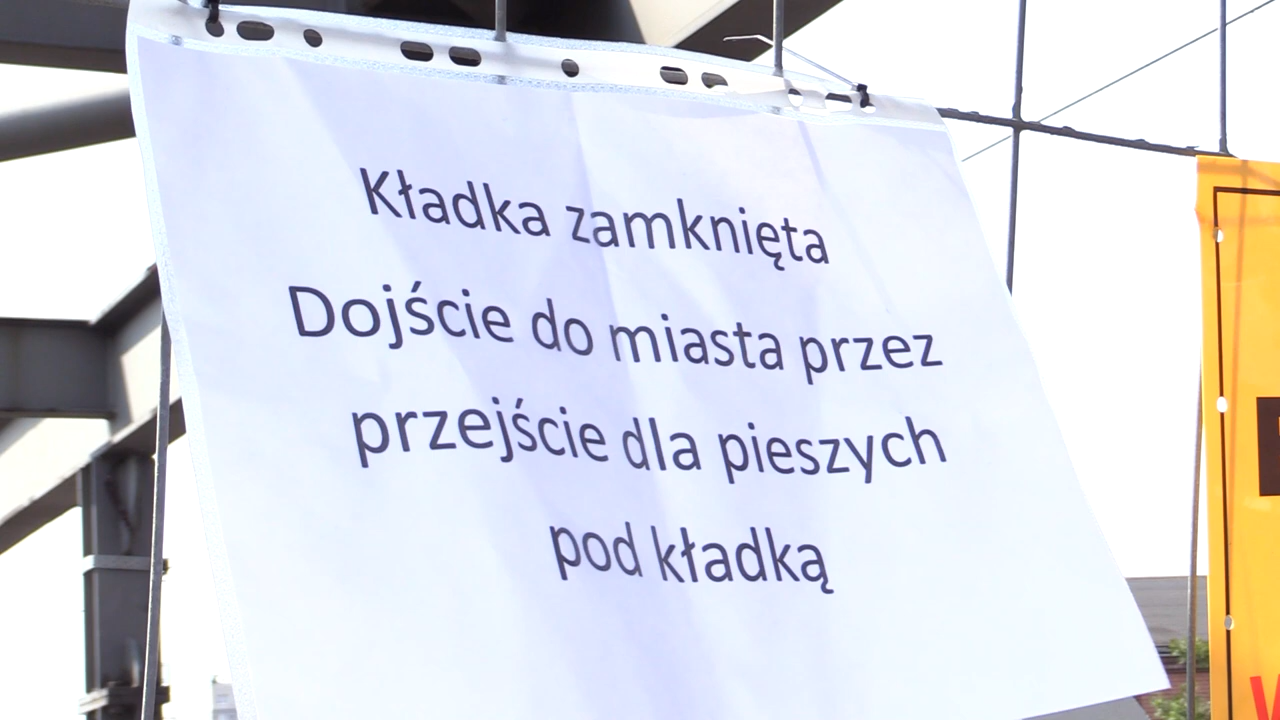 Kładka zamknięta
Dojście do miasta przez
przejście dla pieszych
pod kładką